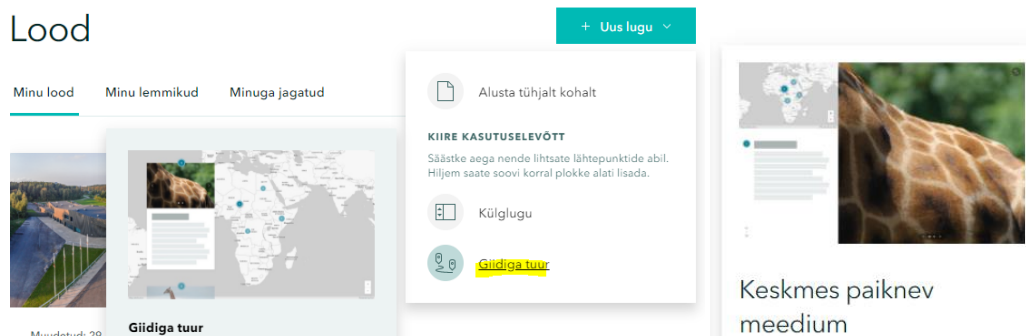 Lood
+ Uus lugu
Minu lood
Minu lemmikud
Minuga jagatud
Alusta tühjalt kohalt
KIIRE KASUTUSELEVÕTT
Säästke aega nende lihtsate lähtepunktide abil.
Hiljem saate soovi korral plokke alati lisada.
Külglugu
Giidiga tuur
Giidiga tuur
Keskmes paiknev
meedium